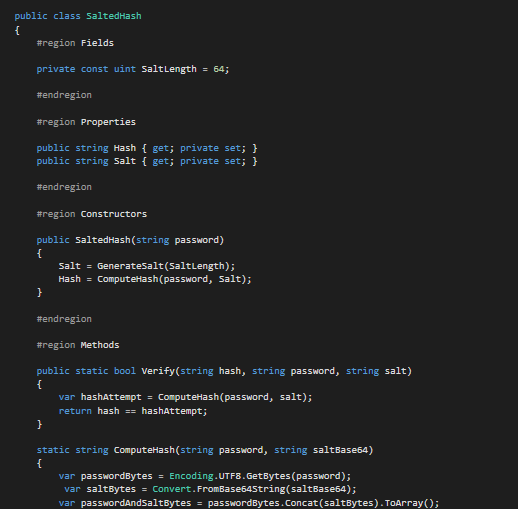 public class SaltedHash
{
#region Fields
private const uint SaltLength = 64;
#endregion
#region Properties
public string Hash { get; private set; }
public string Salt { get; private set; }
#endregion
#region Constructors
public SaltedHash(string password)
{
Salt = GenerateSalt(SaltLength);
Hash = ComputeHash(password, Salt);
}
#endregion
#region Methods
public static bool Verify(string hash, string password, string salt)
{
var hashAttempt = ComputeHash(password, salt);
return hash == hashAttempt;
}
static string ComputeHash(string password, string saltBase64)
{
var passwordBytes = Encoding.UTF8.GetBytes(password);
var saltBytes = Convert.FromBase64String(saltBase64);
var passwordAndSaltBytes = passwordBytes.Concat(saltBytes).ToArray();